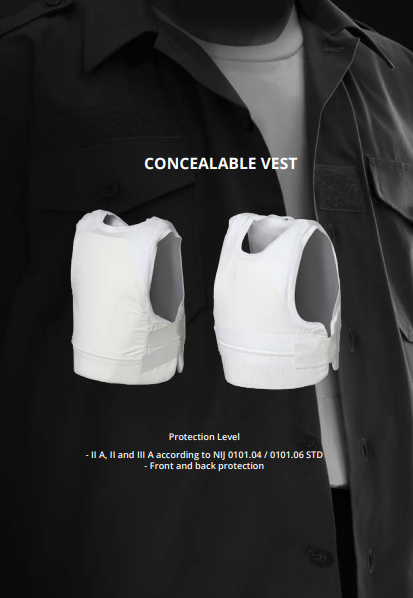 CONCEALABLE VEST
Protection Level
- II A, II and III A according to NIJ 0101.04 / 0101.06 STD
- Front and back protection